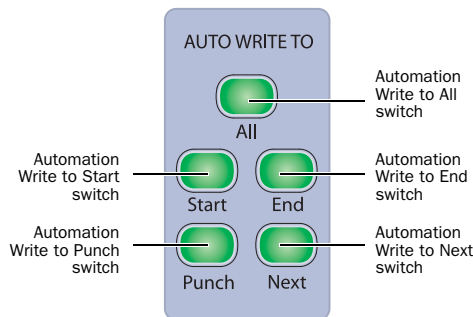 AUTO WRITE TO
Automation
Write to All
switch
All
Automation
Write to Start
switch
Automation
Write to End
switch
Start
End
Automation
Write to Punch
switch
Automation
Write to Next
switch
Punch
Next